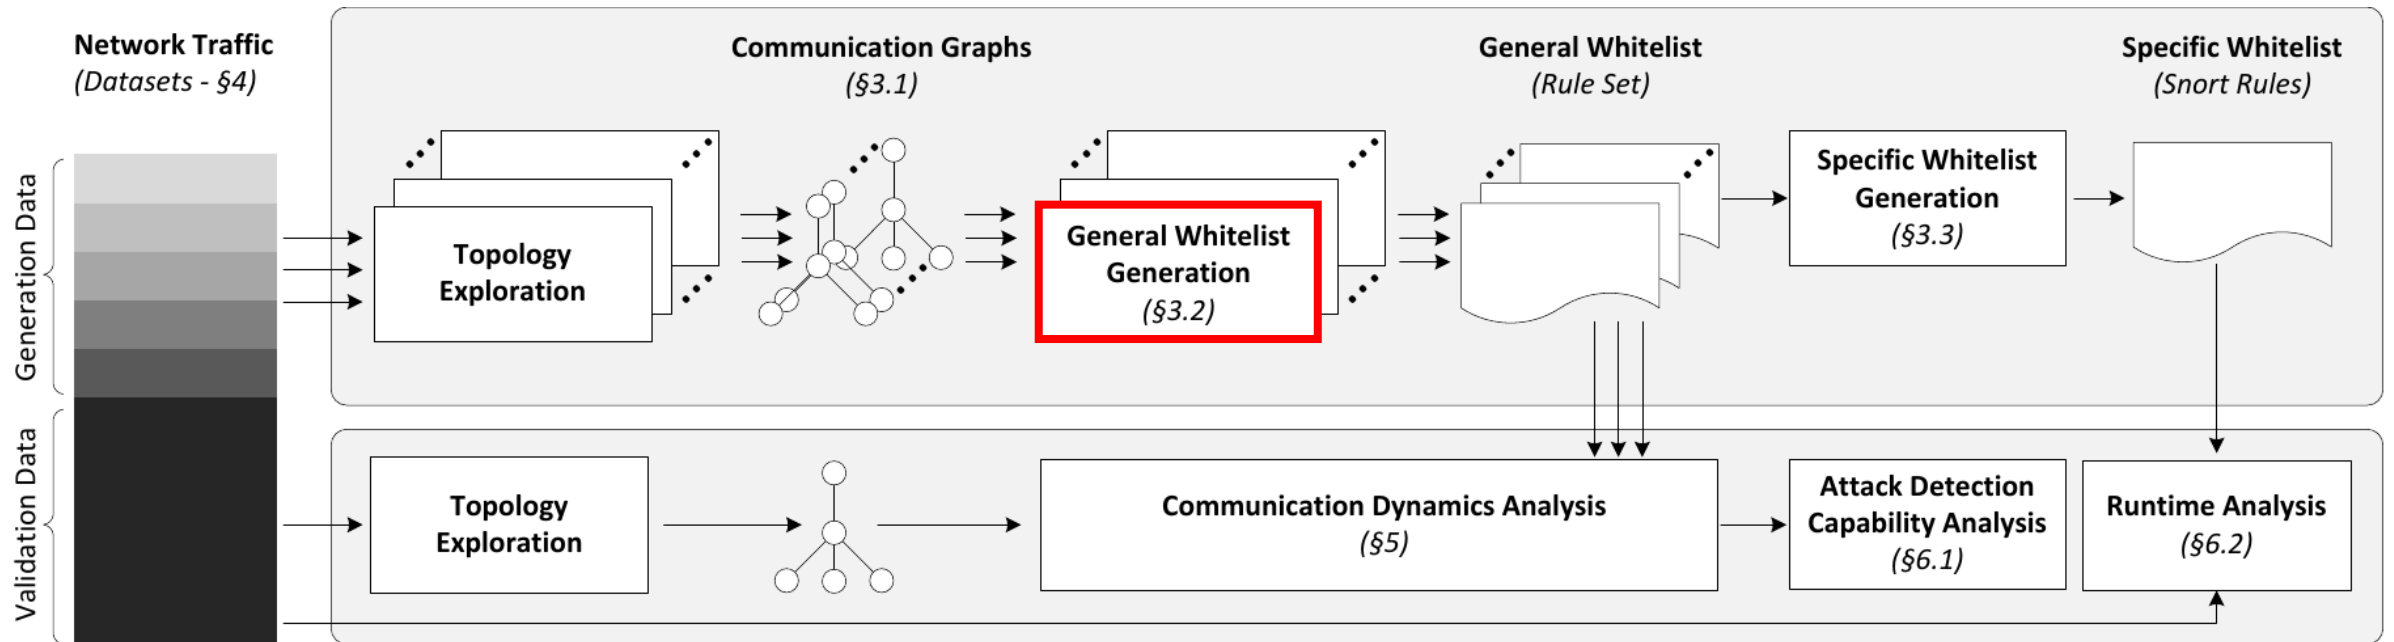 Network Traffic
(Datasets - §4)
Communication Graphs
(§3.1)
General Whitelist
(Rule Set)
Specific Whitelist
(Snort Rules)
Generation Data
Topology
Exploration
General Whitelist
Generation
(§3.2)
Specific Whitelist
Generation
(§3.3)
Validation Data
Topology
Exploration
Communication Dynamics Analysis
(§5)
Attack Detection
Capability Analysis
(§6.1)
Runtime Analysis
(§6.2)